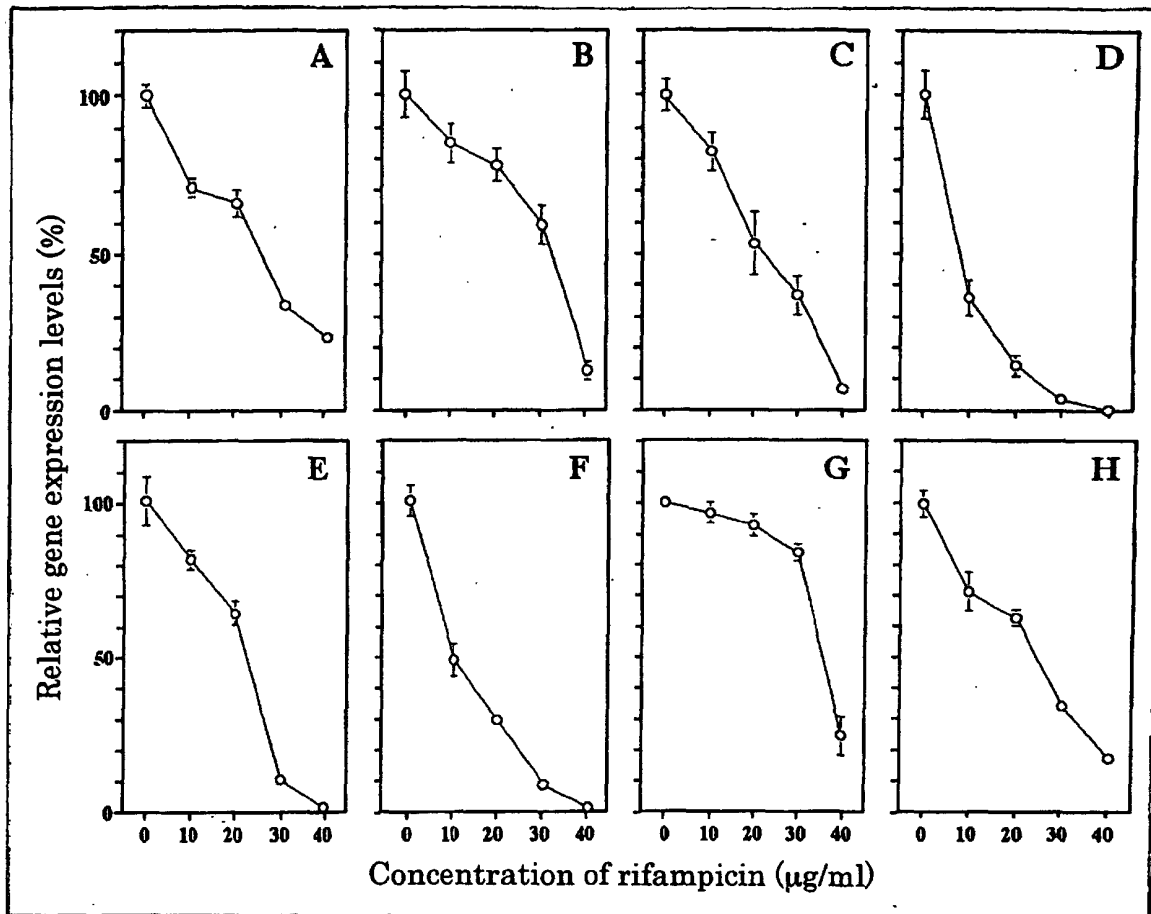 A B C D
100
50
0
E F G H
100
50
0
0 10 20 30 40 0 10 20 30 40 0 10 20 30 40 0 10 20 30 40
Relative gene expression levels (%)
Concentration of rifampicin (μg/ml)